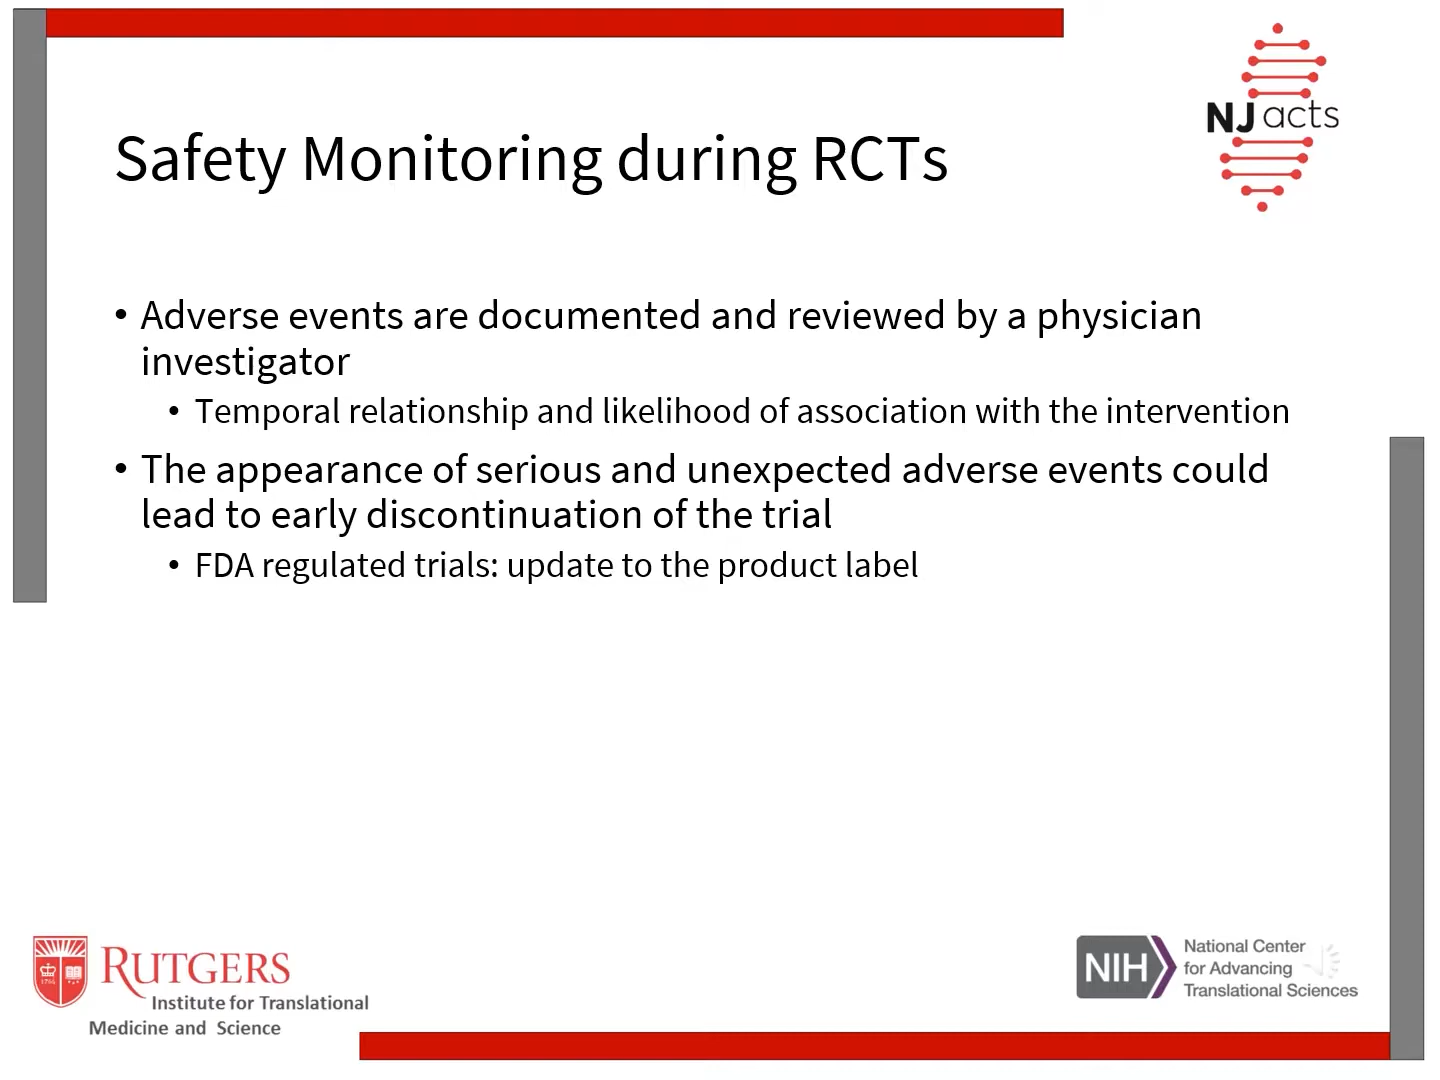 NJ acts
Safety Monitoring during RCTs
• Adverse events are documented and reviewed by a physician
investigator
• Temporal relationship and likelihood of association with the intervention
• The appearance of serious and unexpected adverse events could
lead to early discontinuation of the trial
• FDA regulated trials: update to the product label
RUTGERS
Institute for Translational
Medicine and Science
NIH
National Center
for Advancing
Translational Sciences